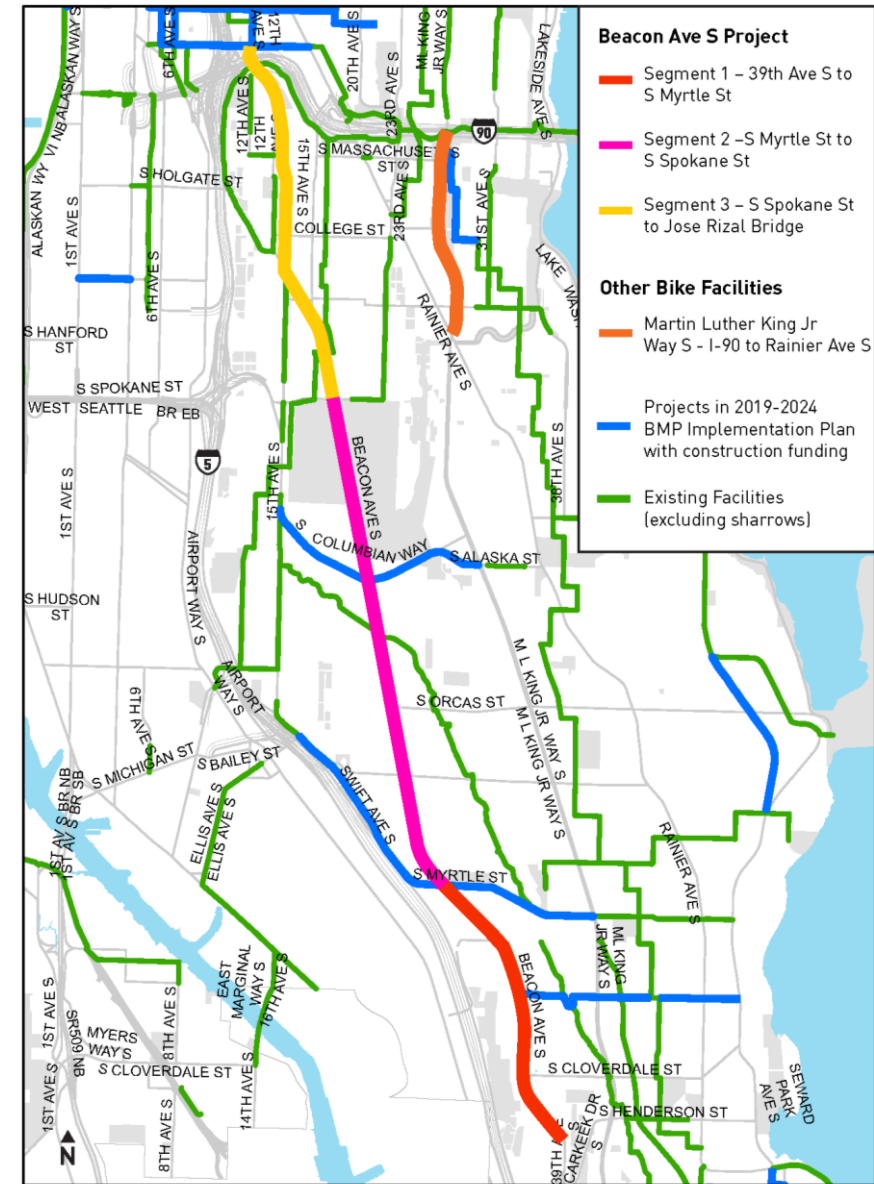 Beacon Ave S Project
Segment 1 – 39th Ave S to
S Myrtle St
Segment 2 –S Myrtle St to
S Spokane St
Segment 3 – S Spokane St
to Jose Rizal Bridge
Other Bike Facilities
Martin Luther King Jr
Way S - I-90 to Rainier Ave S
Projects in 2019-2024
BMP Implementation Plan
with construction funding
Existing Facilities
(excluding sharrows)
ALASKAN WAY S
6TH AVE S
12TH
AVE S
20TH AVE S
ML KING
JR WAY S
LAKESIDE AVE S
ALASKAN WY VI NB
12TH AVE S
12TH
AVE S
23RD AVE S
90
S MASSACHUSETTS
ST
15TH AVE S
S HOLGATE ST
1ST AVE S
COLLEGE ST
23RD AVE S
31ST AVE S
6TH AVE S
LAKE WASH
RAINIER AVE S
S HANFORD
ST
S SPOKANE ST
WEST SEATTLE BR EB
5
BEACON AVE S
38TH AVE S
15TH AVE S
1ST AVE S
S COLUMBIAN WAY
S ALASKA ST
AIRPORT WAY S
S HUDSON
ST
M L KING JR WAY S
AIRPORT
WAY S
S ORCAS ST
M L KING JR WAY S
6TH AVE S
S MICHIGAN ST
S BAILEY ST
SWIFT AVE S
1ST AV S BR NB
1ST AV S BR SB
ELLIS AVE S
ELLIS AVE S
RAINIER AVE S
S MYRTLE ST
ML KING
JR WAY S
EAST
MARGINAL
WAY S
16TH AVE S
BEACON AVE S
1ST AVE S
SR509 NB
MYERS
WAY S
8TH AVE S
S CLOVERDALE ST
S CLOVERDALE ST
SEWARD
PARK
AVE S
S HENDERSON ST
1ST AVE S
8TH AVE S
14TH AVE S
39TH AVE
S
CARKEEK DR
S
N